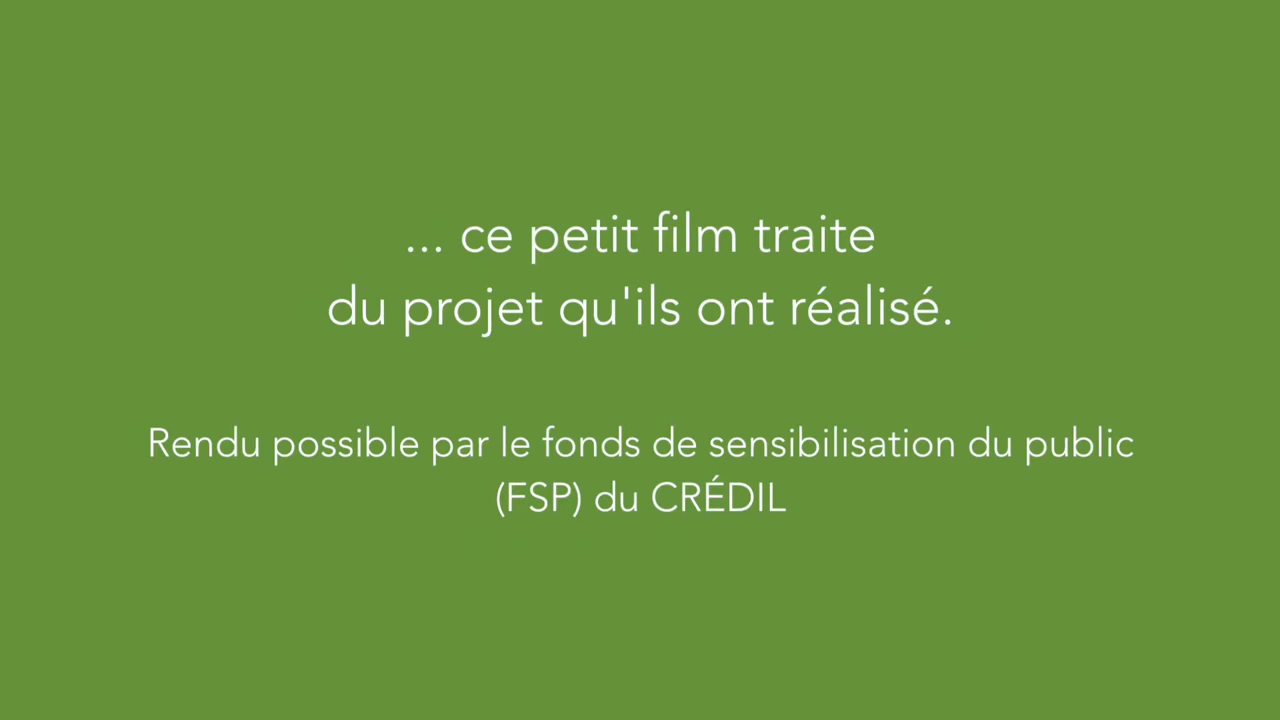 ... ce petit film traite
du projet qu'ils ont réalisé.
Rendu possible par le fonds de sensibilisation du public
(FSP) du CRÉDIL